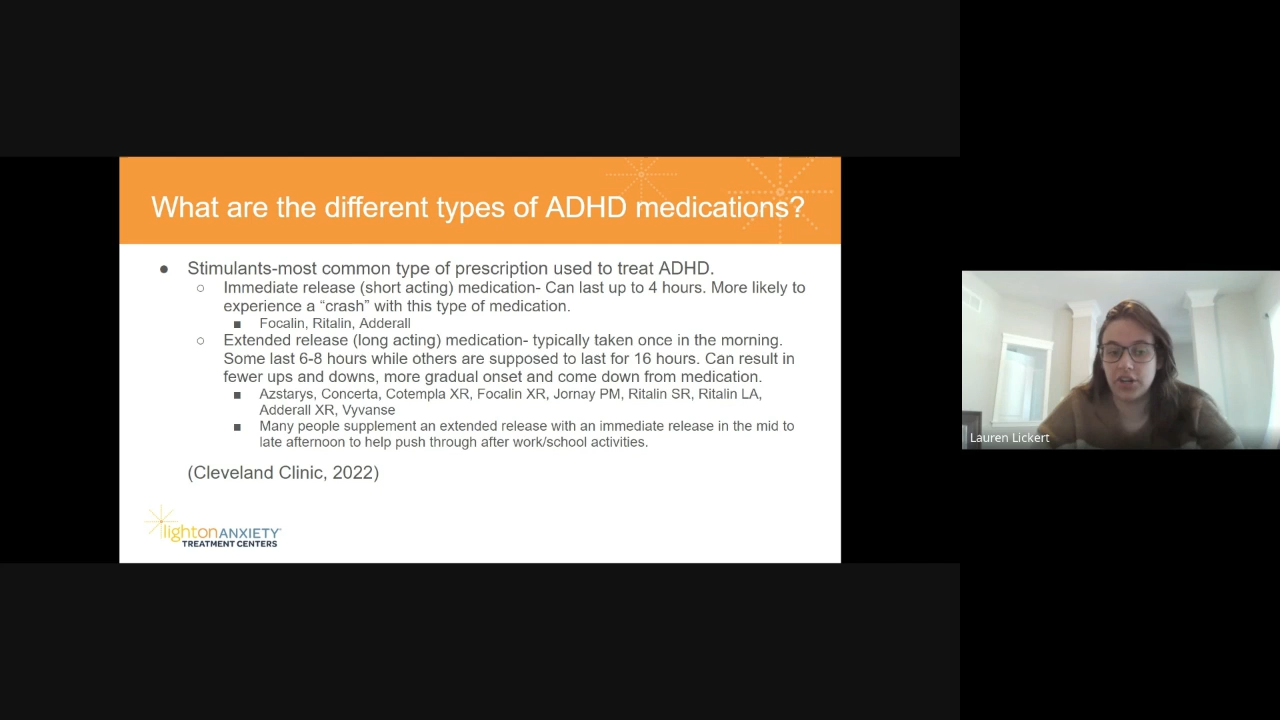 What are the different types of ADHD medications?
● Stimulants-most common type of prescription used to treat ADHD.
○ Immediate release (short acting) medication- Can last up to 4 hours. More likely to
experience a “crash” with this type of medication.
■ Focalin, Ritalin, Adderall
○ Extended release (long acting) medication- typically taken once in the morning.
Some last 6-8 hours while others are supposed to last for 16 hours. Can result in
fewer ups and downs, more gradual onset and come down from medication.
■ Azstarys, Concerta, Cotempla XR, Focalin XR, Jornay PM, Ritalin SR, Ritalin LA,
Adderall XR, Vyvanse
■ Many people supplement an extended release with an immediate release in the mid to
late afternoon to help push through after work/school activities.
(Cleveland Clinic, 2022)
lightonANXIETY
TREATMENT CENTERS
Lauren Lickert